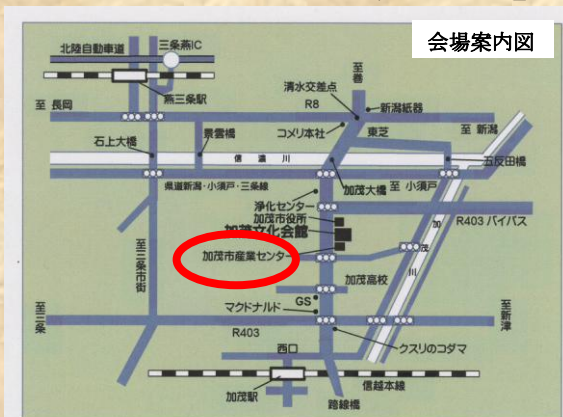 会場案内図
北陸自動車道
三条燕IC
燕三条駅
至 長岡
R8
清水交差点
至巻
新潟紙器
コメリ本社
東芝
至 新潟
石上大橋
景雲橋
信濃川
五反田橋
県道新潟・小須戸・三条線
加茂大橋
至 小須戸
浄化センター
加茂市役所
加茂文化会館
加茂市産業センター
R403 バイパス
加茂川
加茂高校
至三条市街
GS
マクドナルド
至三条
R403
至新津
クスリのコダマ
西口
信越本線
加茂駅
跨線橋